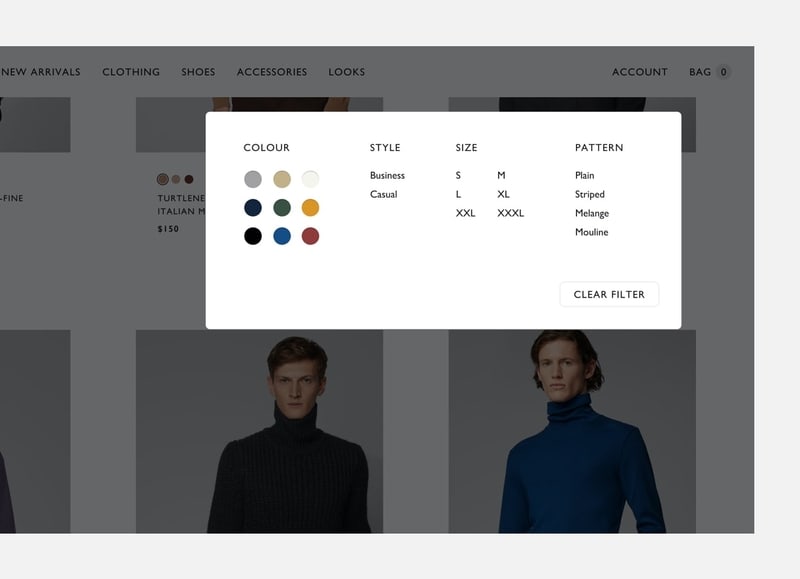 NEW ARRIVALS CLOTHING SHOES ACCESSORIES LOOKS ACCOUNT BAG 0
COLOUR STYLE SIZE PATTERN
Business S M Plain
Casual L XL Striped
XXL XXXL Melange
Mouline
CLEAR FILTER
-FINE
TURTLENE
ITALIAN M
$150